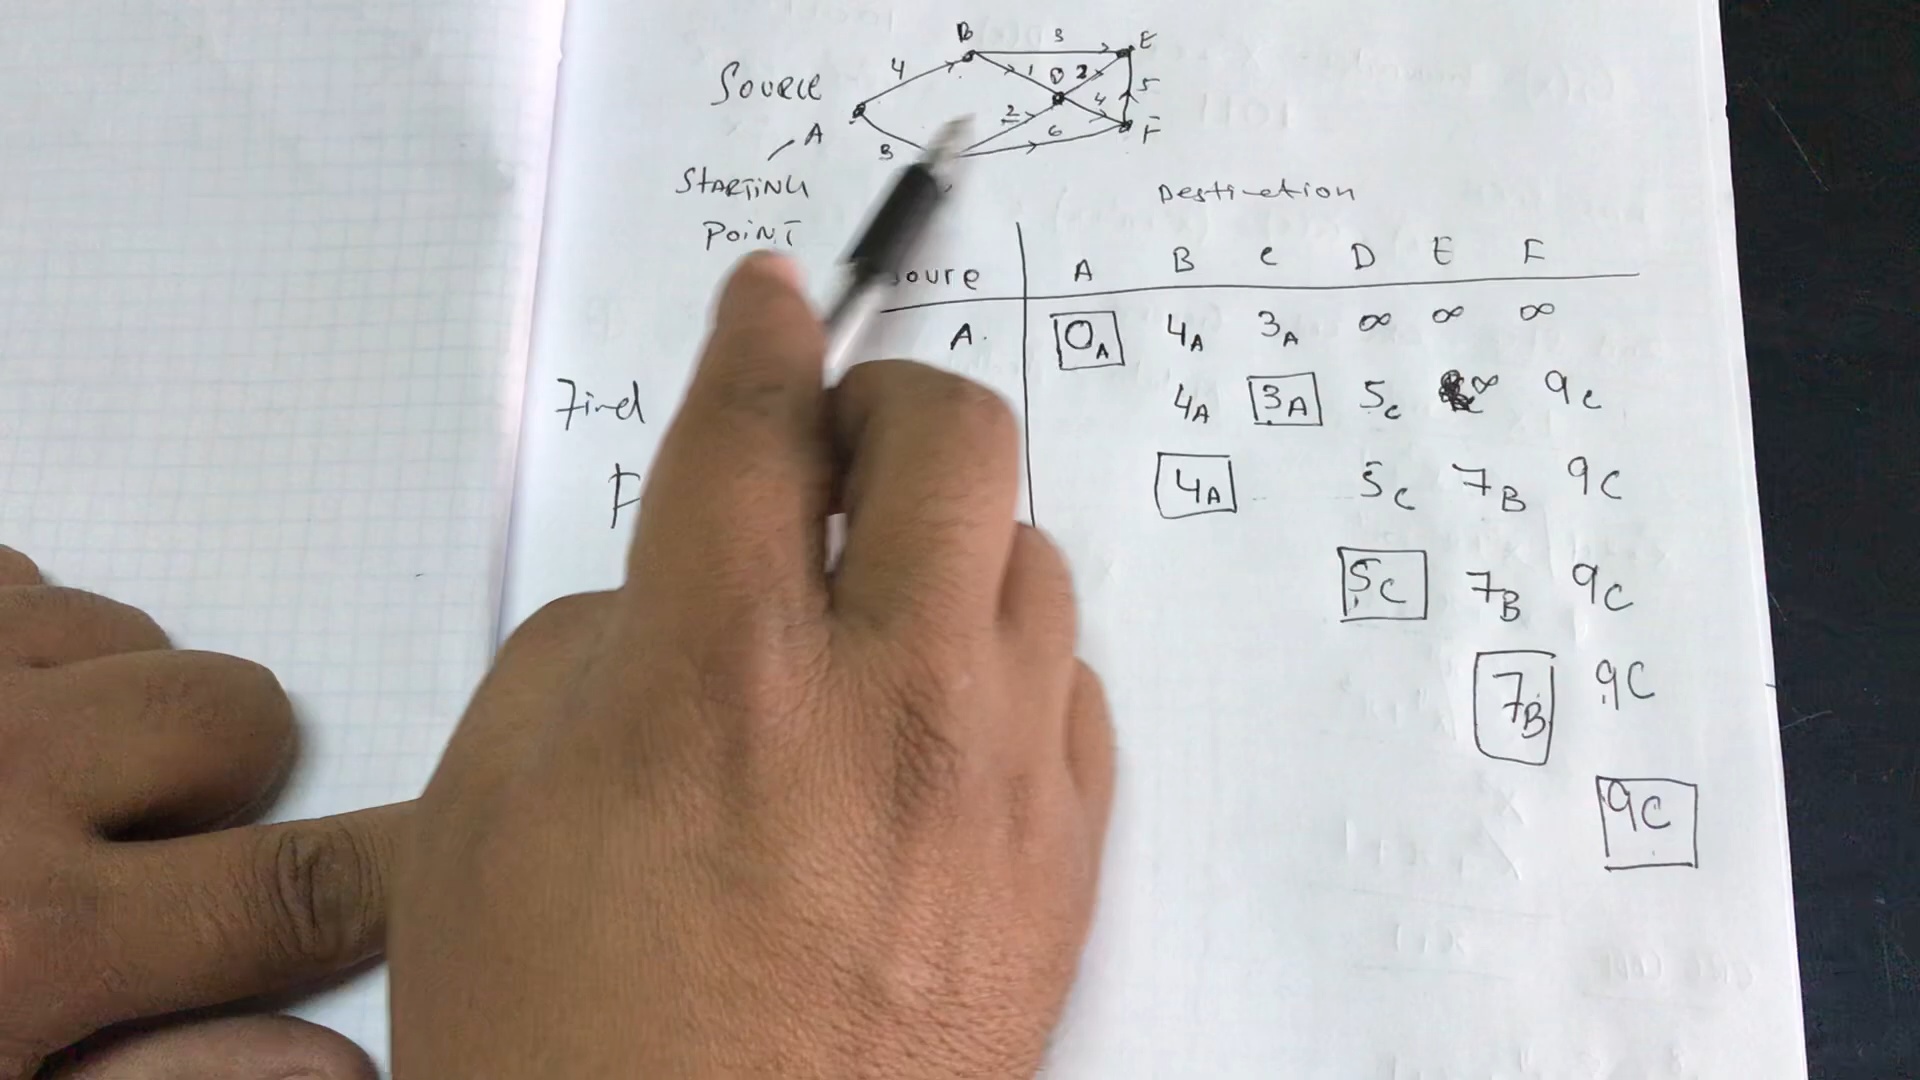 B 3 E
4 1 D 2
Source 2 4 5
A 3 6 F
STARTING
POINT
Destination
A B C D E F
A. 0A 4A 3A ∞ ∞ ∞
Find 4A 3A 5c ∞ 9c
4A 5C 7B 9C
5C 7B 9C
7B 9C
9C